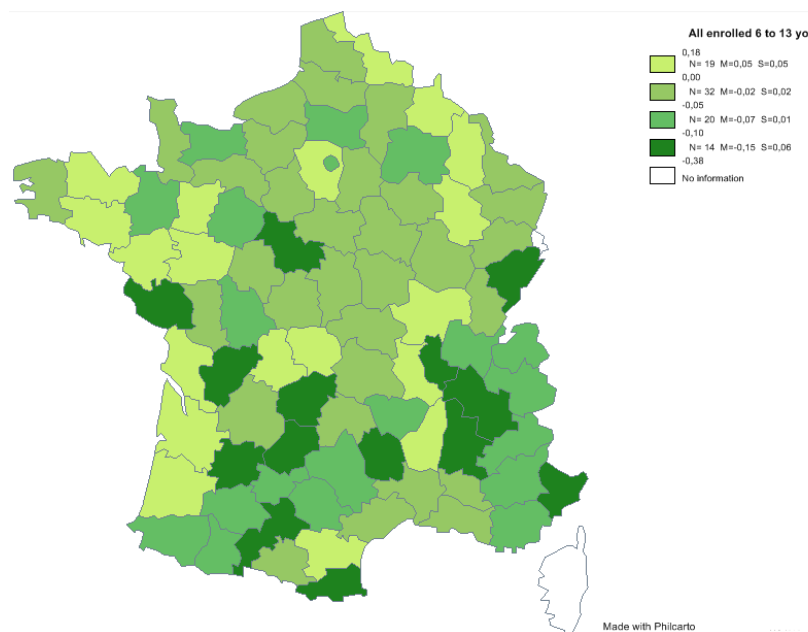 All enrolled 6 to 13 yo
0,18
N= 19 M=0,05 S=0,05
0,00
N= 32 M=-0,02 S=0,02
-0,05
N= 20 M=-0,07 S=0,01
-0,10
N= 14 M=-0,15 S=0,06
-0,38
No information
Made with Philcarto